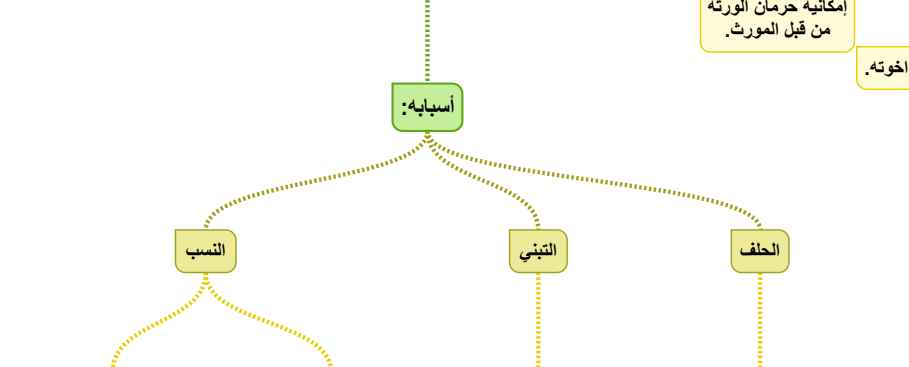 إمكانية حرمان الورثة
من قبل المورث.
اخوته.
أسبابه:
الحلف
التبني
النسب